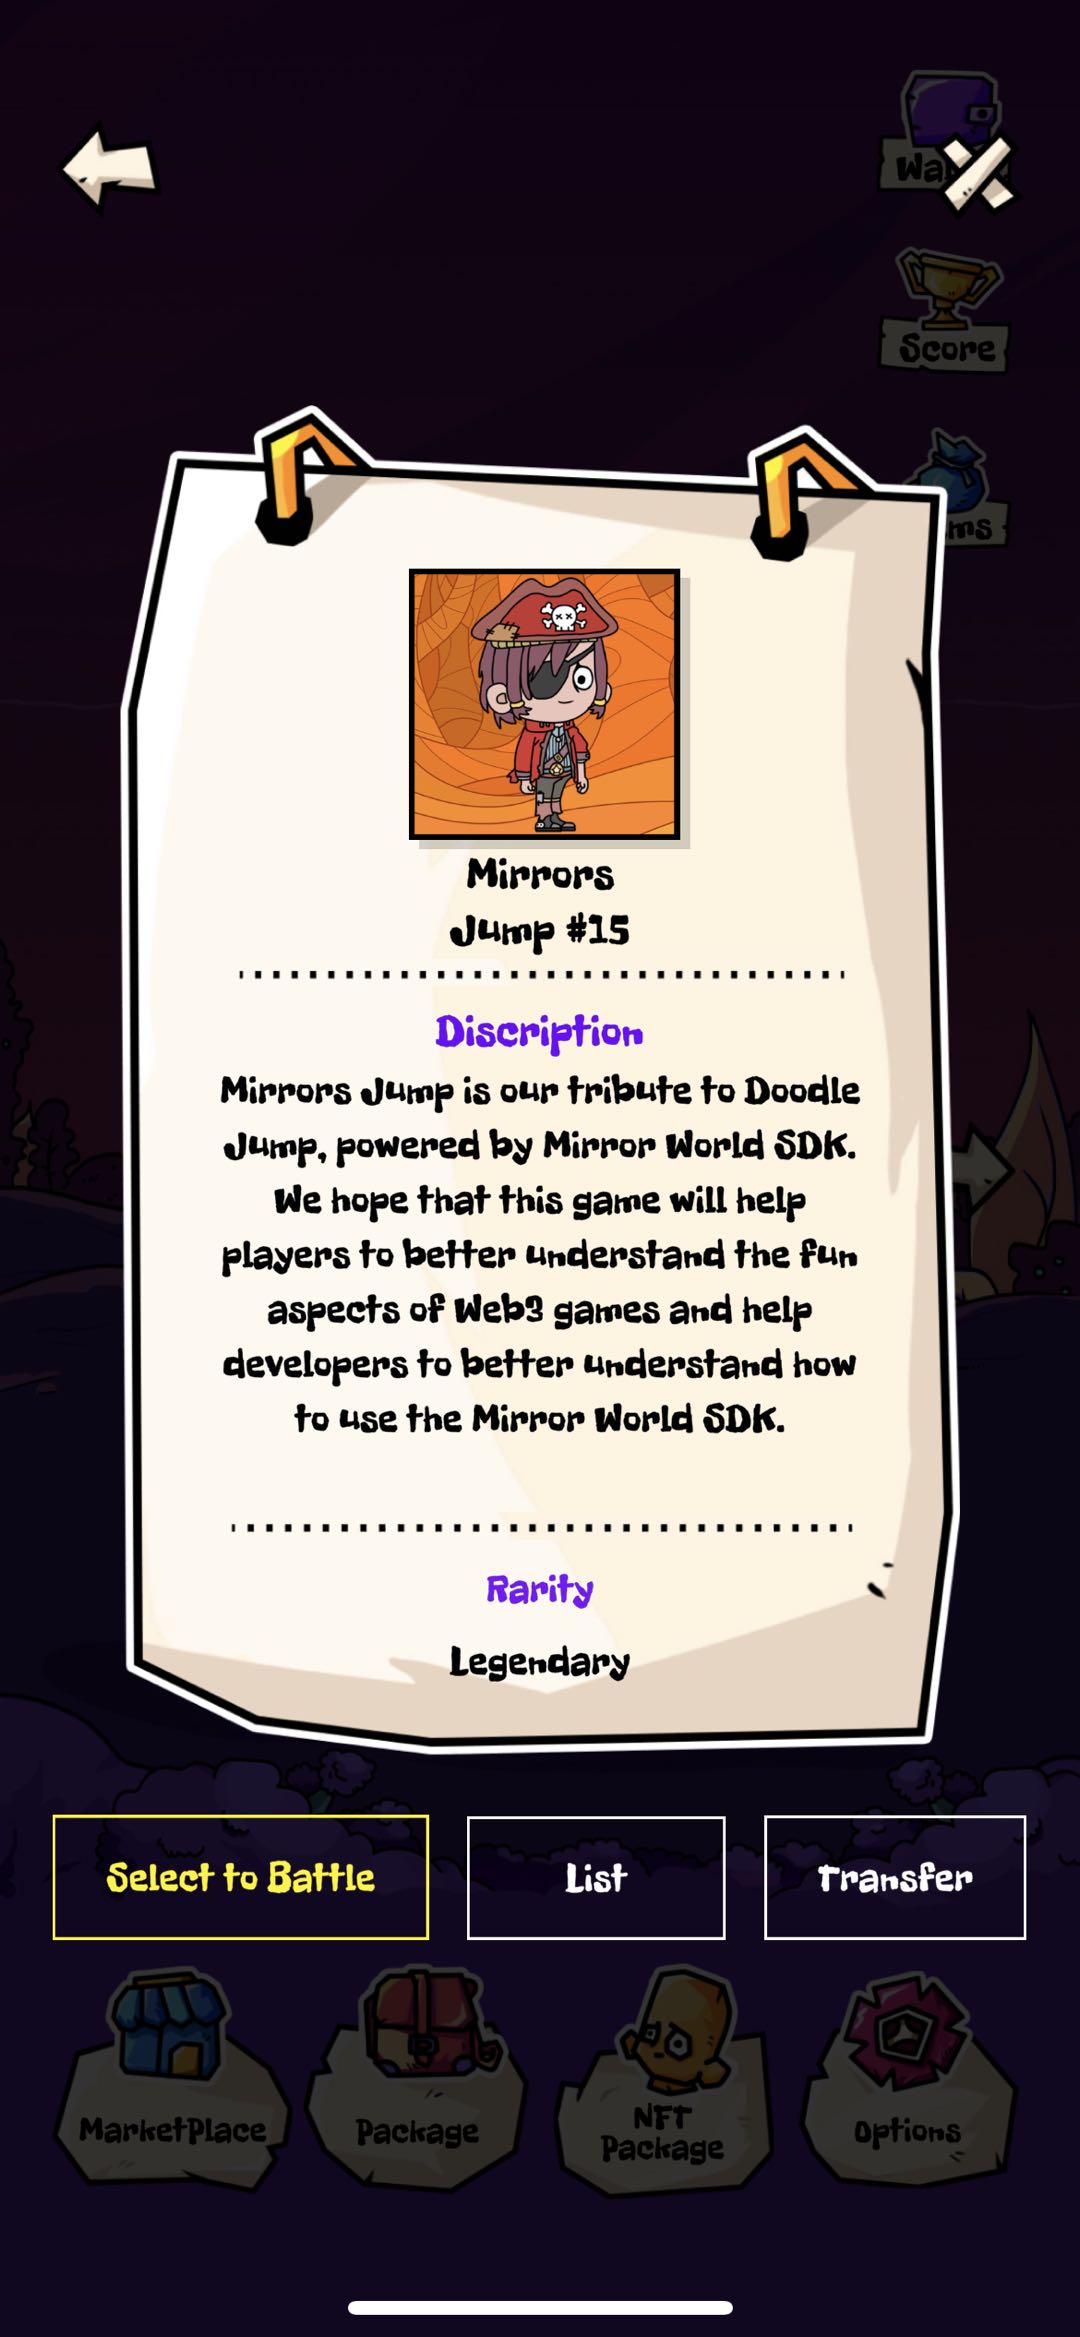 Score
Mirrors
Jump #15
Discription
Mirrors Jump is our tribute to Doodle
Jump, powered by Mirror World SDK.
We hope that this game will help
players to better understand the fun
aspects of Web3 games and help
developers to better understand how
to use the Mirror World SDK.
Rarity
Legendary
Select to Battle
List
Transfer
MarketPlace
Package
NFT
Package
Options